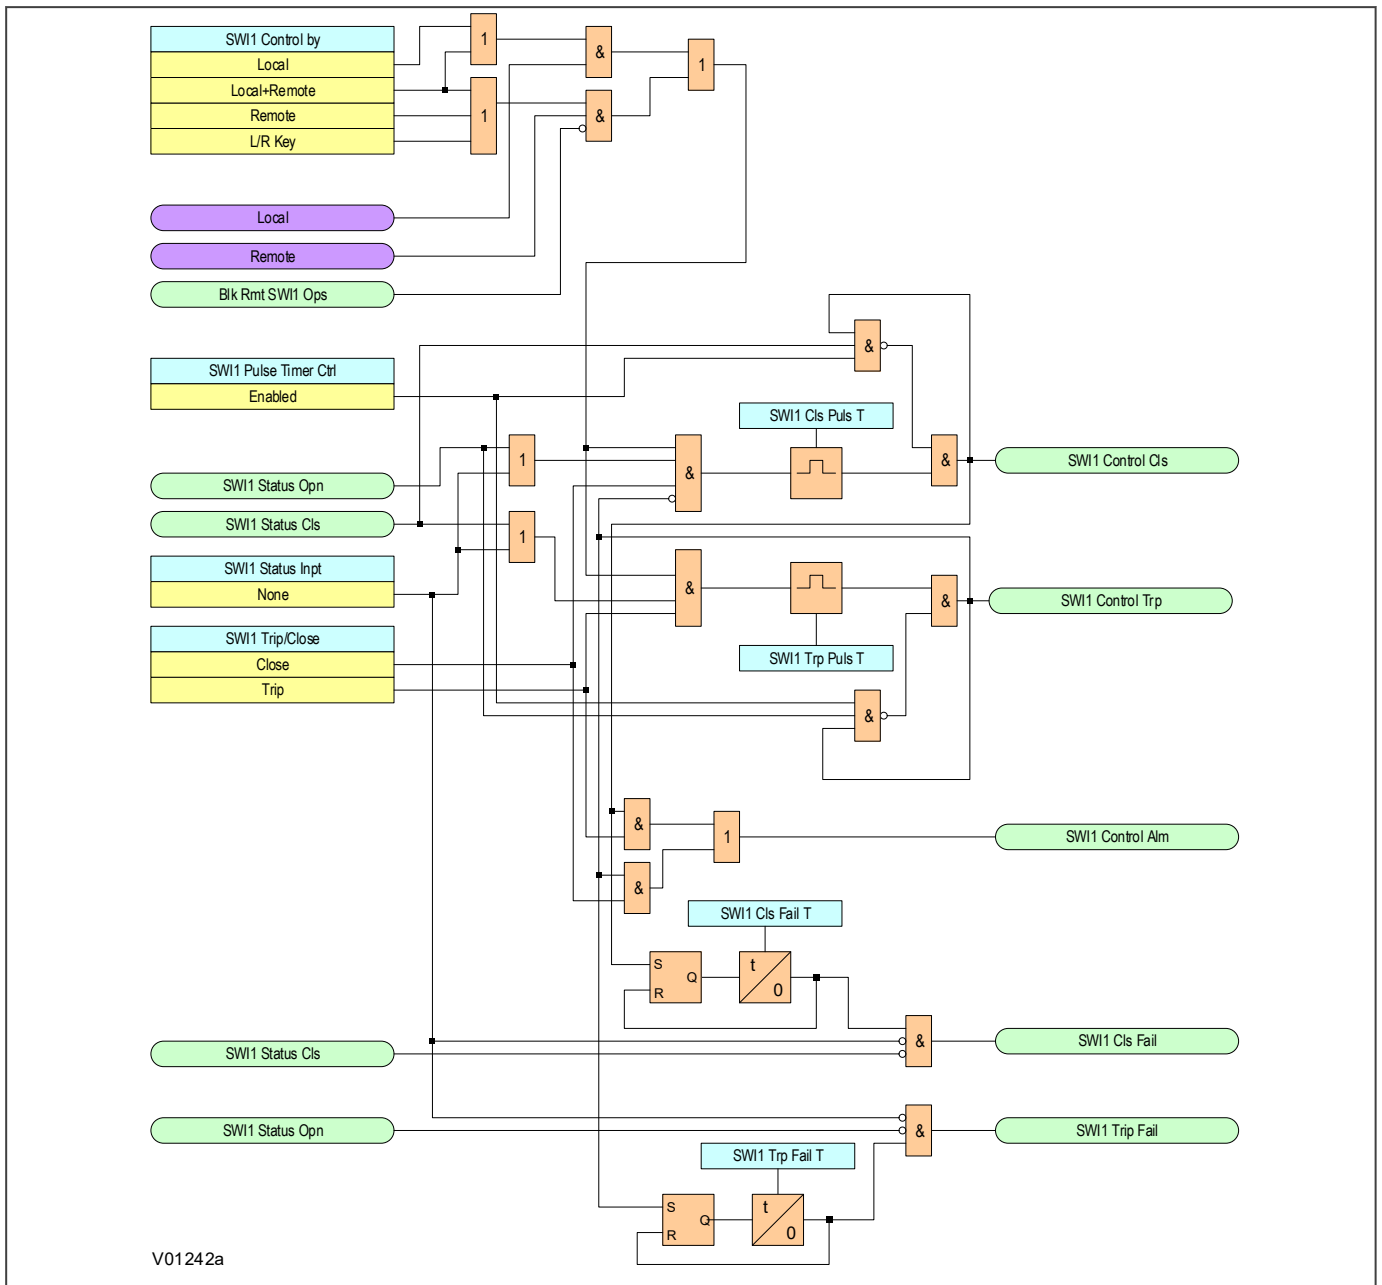 SWI1 Control by
Local
Local+Remote
Remote
L/R Key
1
1
&
&
1
Local
Remote
Blk Rmt SWI1 Ops
&
SWI1 Pulse Timer Ctrl
Enabled
SWI1 Cls Puls T
SWI1 Status Opn
1
&
&
SWI1 Control Cls
SWI1 Status Cls
1
SWI1 Status Inpt
None
&
&
SWI1 Control Trp
SWI1 Trp Puls T
SWI1 Trip/Close
Close
Trip
&
&
1
SWI1 Control Alm
&
SWI1 Cls Fail T
S
Q
R
t
0
SWI1 Status Cls
&
SWI1 Cls Fail
SWI1 Status Opn
&
SWI1 Trip Fail
SWI1 Trp Fail T
S
Q
R
t
0
V01242a